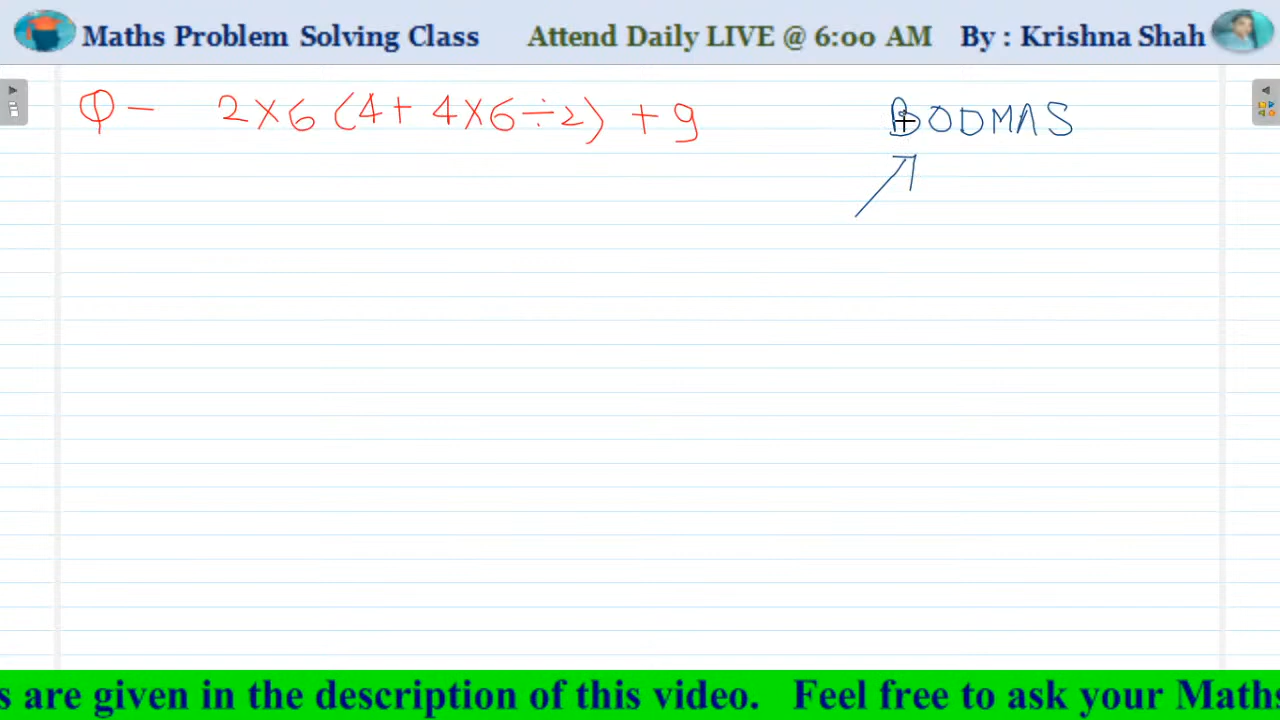 Maths Problem Solving Class Attend Daily LIVE @ 6:00 AM By : Krishna Shah
Q - 2×6 (4+ 4×6÷2) + 9 BODMAS
s are given in the description of this video. Feel free to ask your Maths